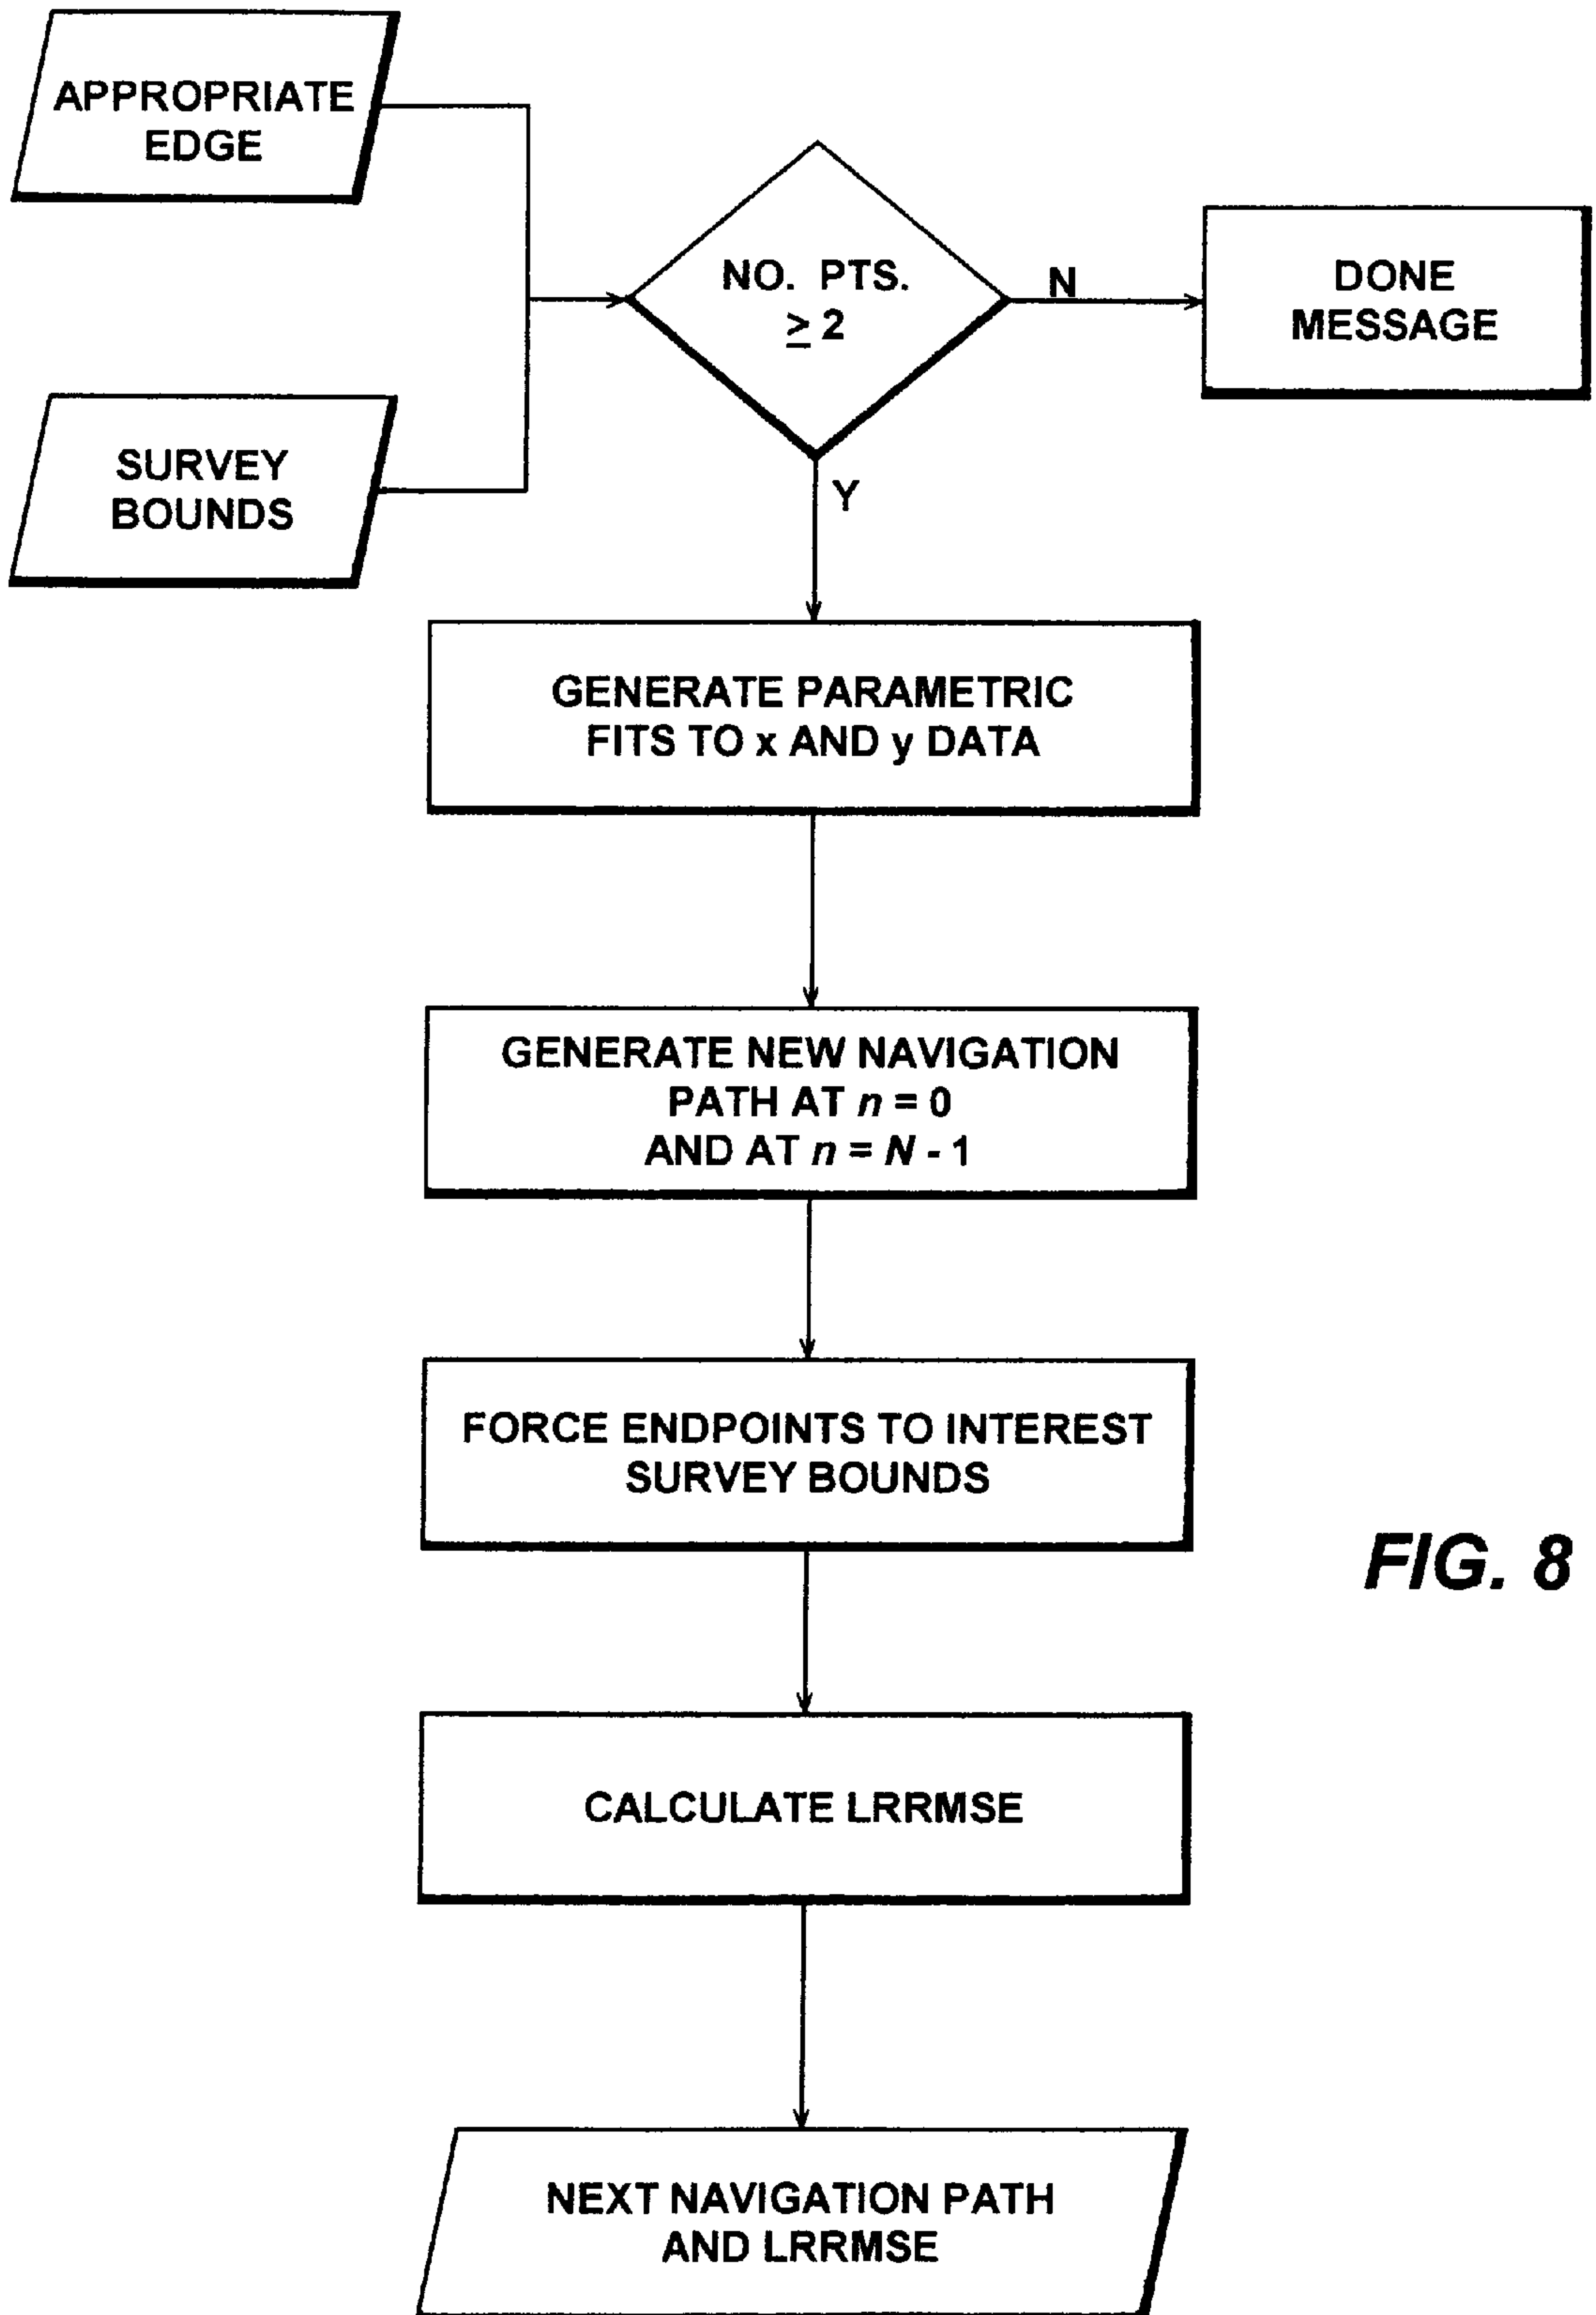 APPROPRIATE
EDGE
NO. PTS.
≥ 2
N
DONE
MESSAGE
SURVEY
BOUNDS
Y
GENERATE PARAMETRIC
FITS TO x AND y DATA
GENERATE NEW NAVIGATION
PATH AT n = 0
AND AT n = N - 1
FORCE ENDPOINTS TO INTEREST
SURVEY BOUNDS
FIG. 8
CALCULATE LRRMSE
NEXT NAVIGATION PATH
AND LRRMSE